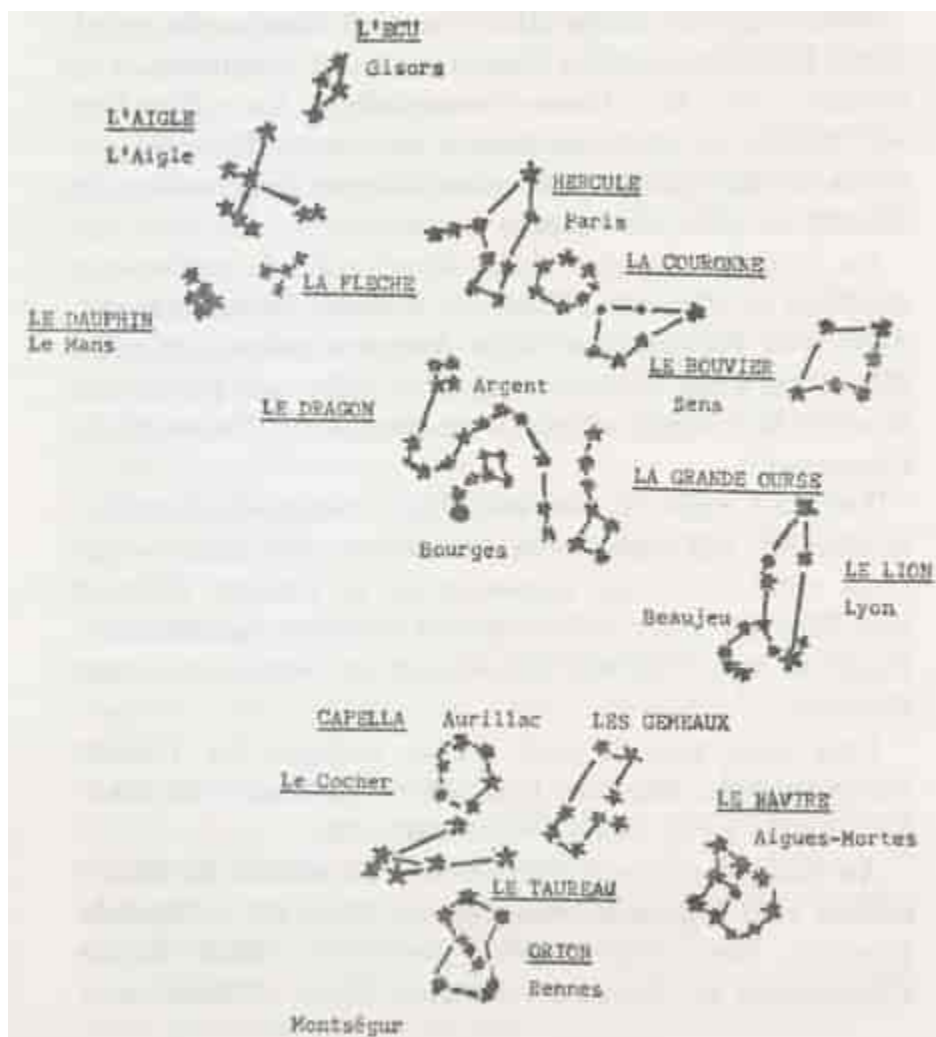 L'ECU
Gisors
L'AIGLE
L'Aigle
HERCULE
Paris
LA COURONNE
LA FLECHE
LE DAUPHIN
Le Mans
LE BOUVIER
Sens
Argent
LE DRAGON
LA GRANDE OURSE
Bourges
LE LION
Lyon
Beaujeu
CAPELLA Aurillac LES GEMEAUX
Le Cocher
LE NAVIRE
Aigues-Mortes
LE TAUREAU
ORION
Rennes
Montségur